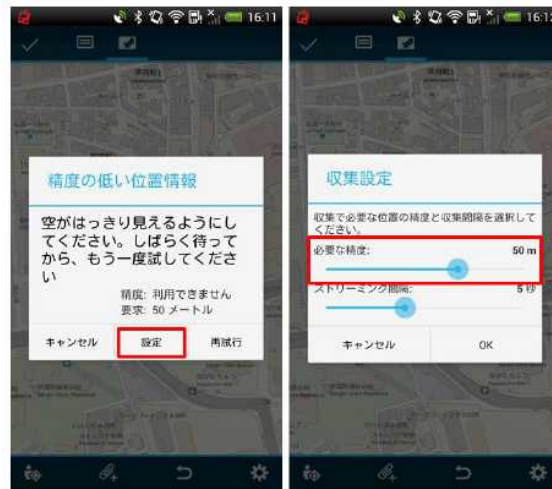 16:11
精度の低い位置情報
空がはっきり見えるようにし
てください。しばらく待って
から、もう一度試してくださ
い
精度: 利用できません
要求: 50 メートル
キャンセル
設定
再試行
収集設定
収集で必要な位置の精度と収集間隔を選択して
ください。
必要な精度:
50 m
ストリーミング間隔:
5 秒
キャンセル
OK